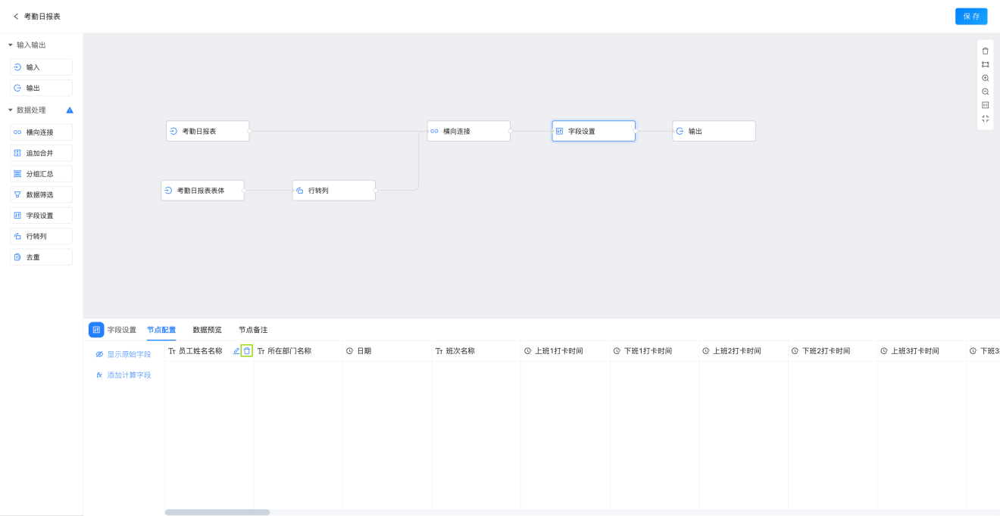 考勤日报表
保存
输入输出
输入
输出
数据处理
横向连接
追加合并
分组汇总
数据筛选
字段设置
行转列
去重
考勤日报表
横向连接
字段设置
输出
考勤日报表表体
行转列
字段设置 节点配置 数据预览 节点备注
显示原始字段
fx 添加计算字段
Tr 员工姓名名称 Tr 所在部门名称 日期 Tr 班次名称 上班1打卡时间 下班1打卡时间 上班2打卡时间 下班2打卡时间 上班3打卡时间 下班3